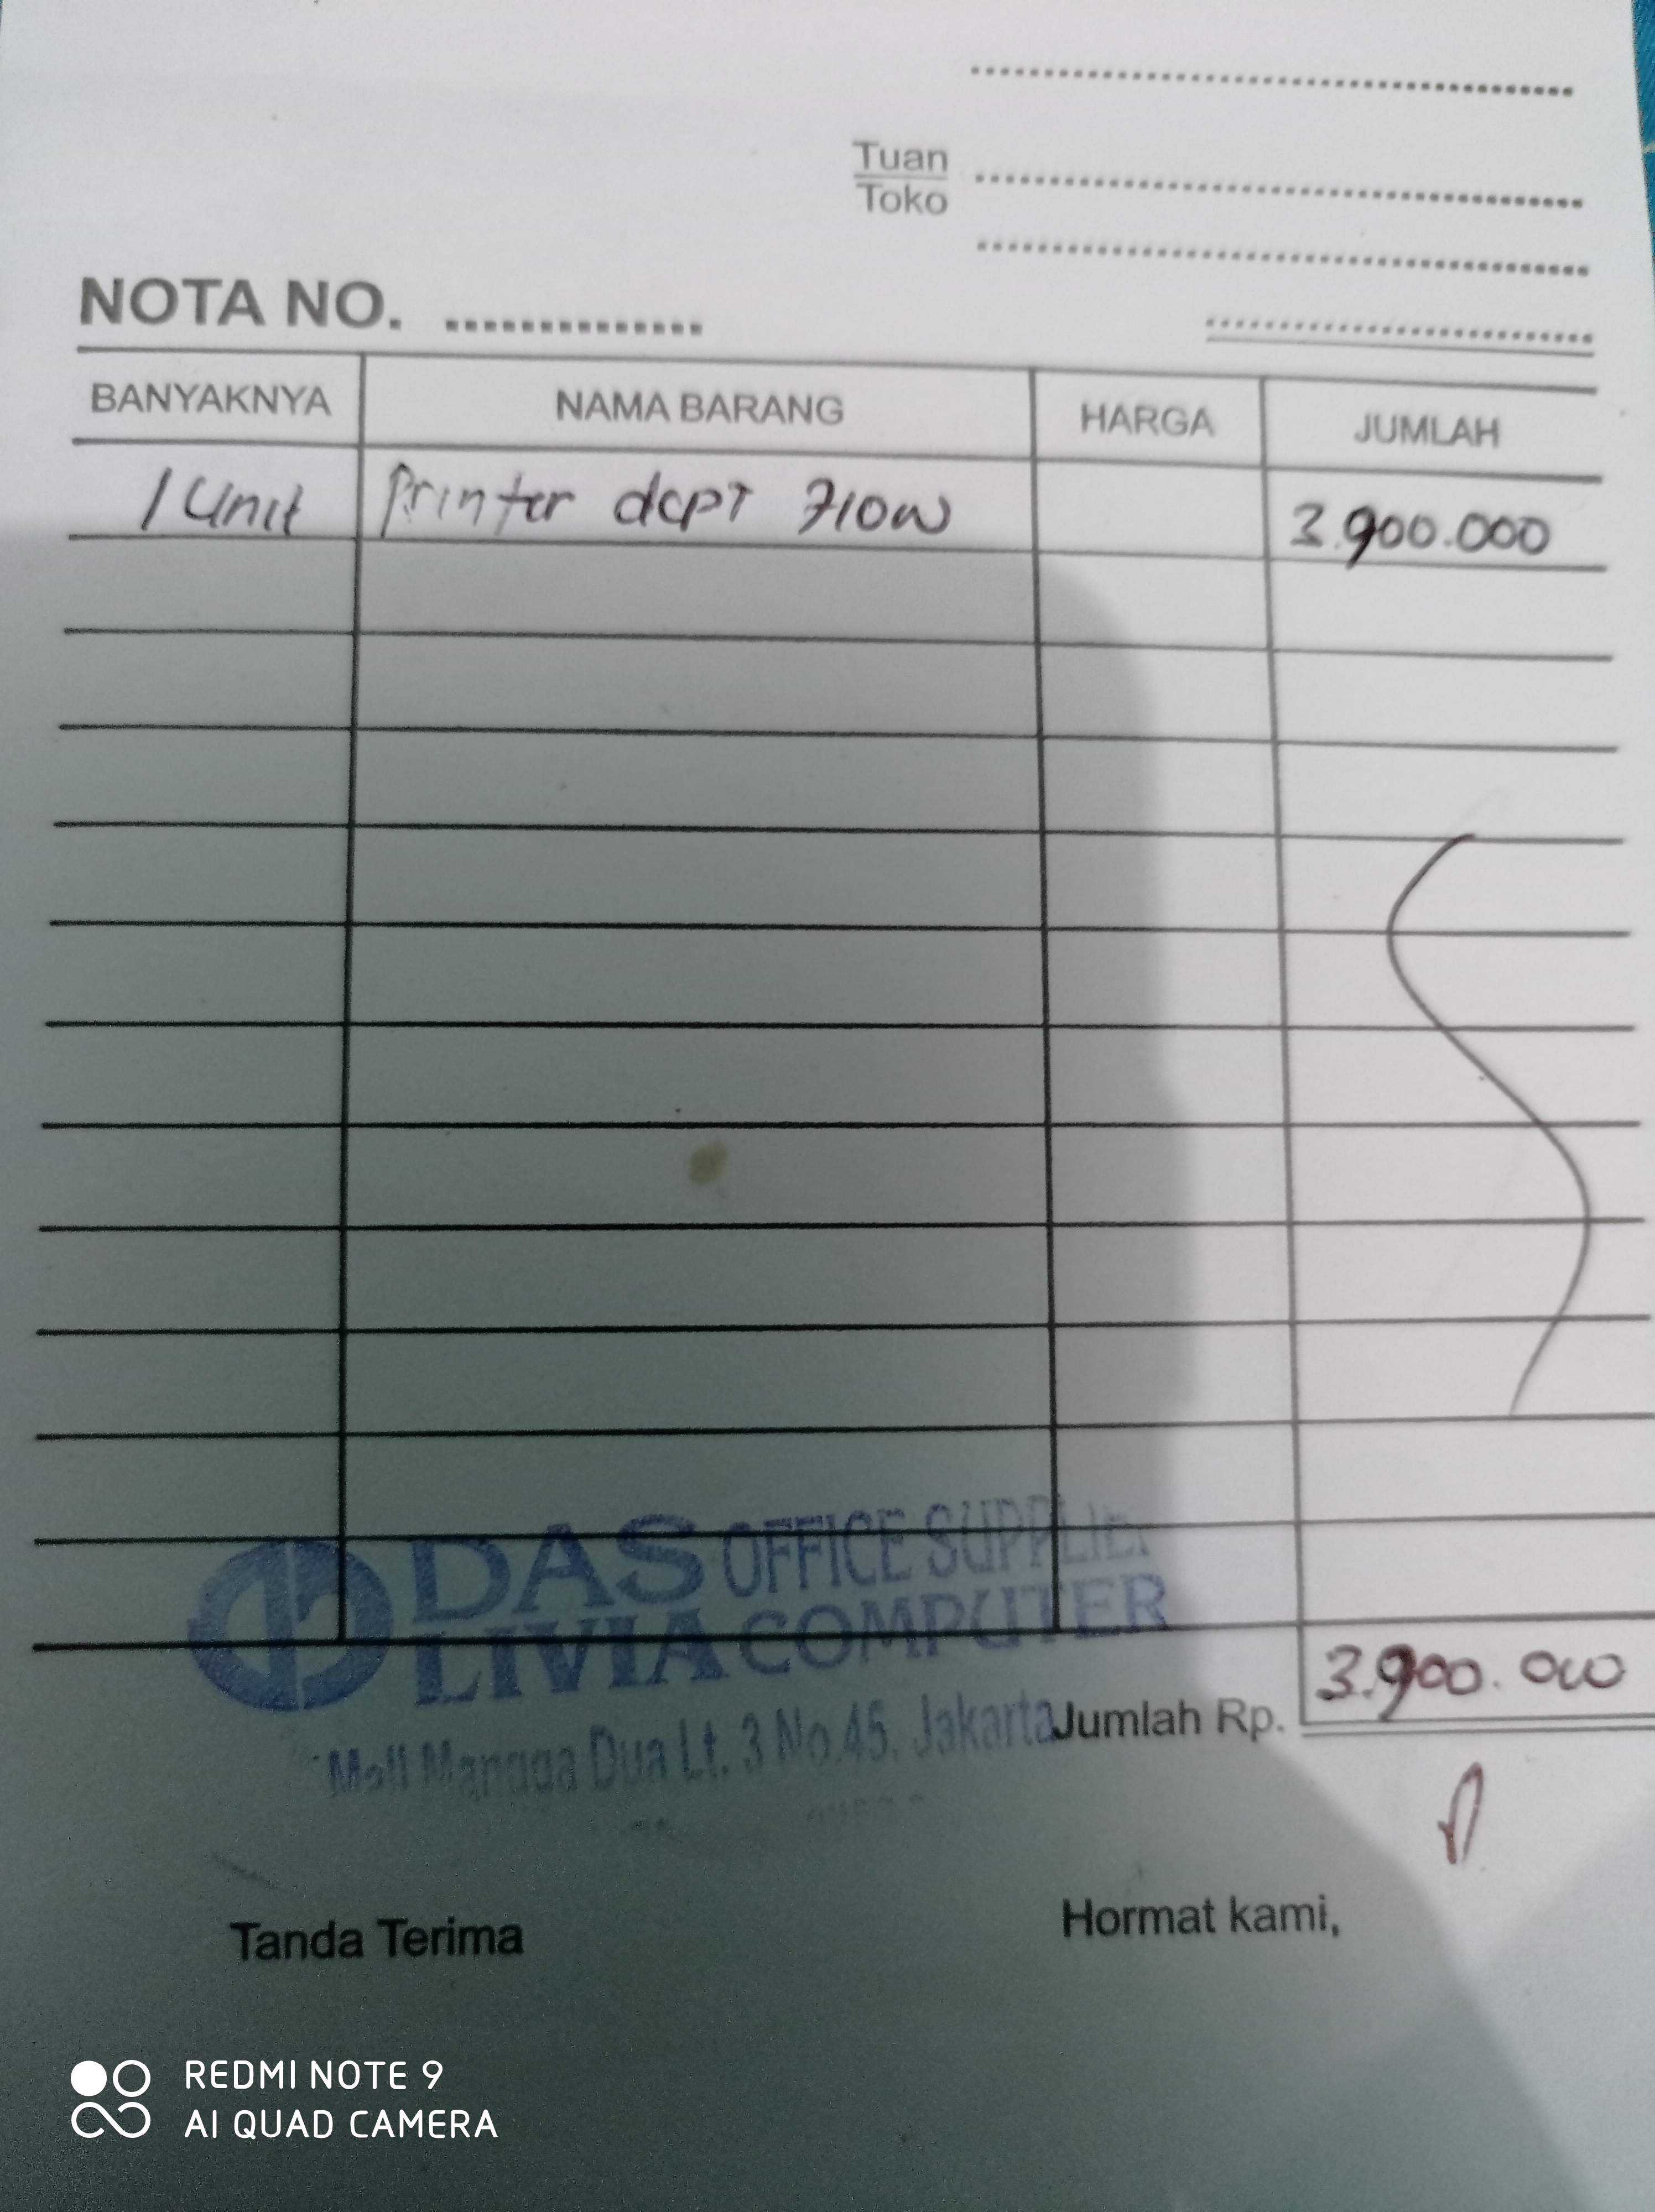 Tuan
Toko
NOTA NO.
BANYAKNYA NAMA BARANG HARGA JUMLAH
1 Unit Printer dcpT 710w 3.900.000
DAS OFFICE SUPPLIER
LIVIA COMPUTER
3.900.000
Mall Mangga Dua Lt. 3 No.45. Jakarta
Jumlah Rp.
Tanda Terima Hormat kami,
REDMI NOTE 9
AI QUAD CAMERA